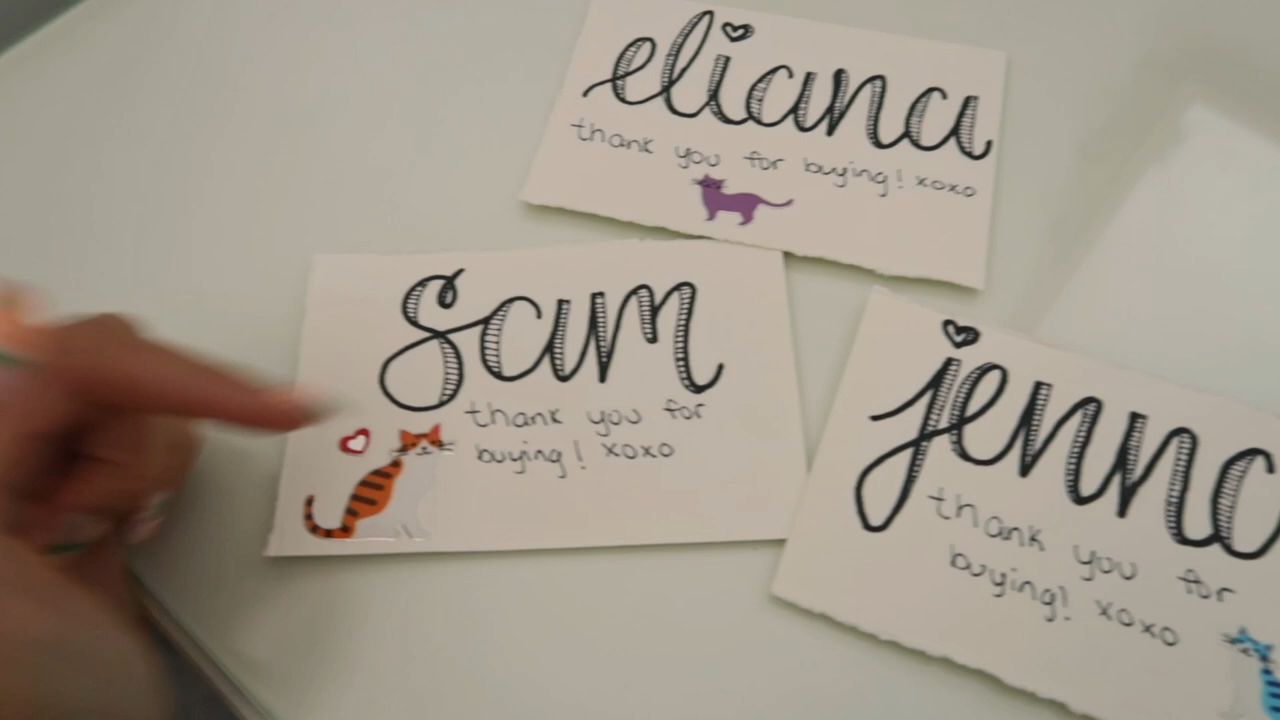 eliana
thank you for buying! xoxo
sam
thank you for
buying! xoxo
jenna
thank you for
buying! xoxo